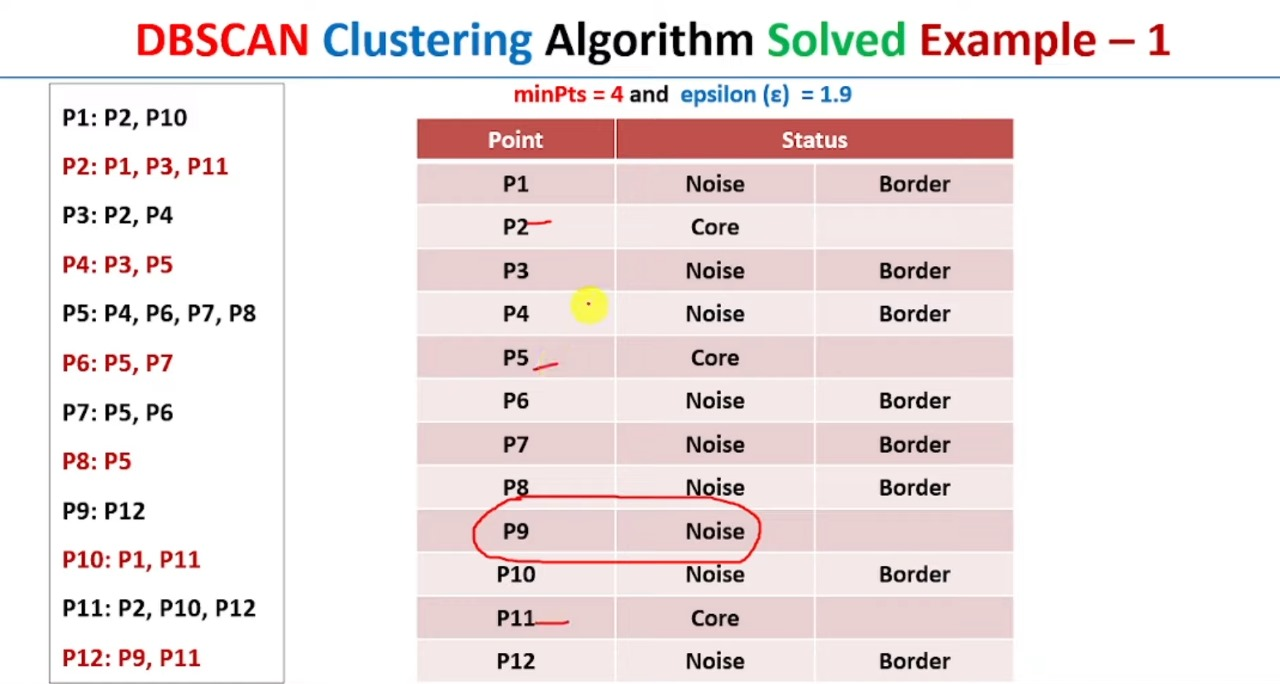 DBSCAN Clustering Algorithm Solved Example – 1
minPts = 4 and epsilon (ε) = 1.9
P1: P2, P10
P2: P1, P3, P11
P3: P2, P4
P4: P3, P5
P5: P4, P6, P7, P8
P6: P5, P7
P7: P5, P6
P8: P5
P9: P12
P10: P1, P11
P11: P2, P10, P12
P12: P9, P11
Point Status
P1 Noise Border
P2 Core
P3 Noise Border
P4 Noise Border
P5 Core
P6 Noise Border
P7 Noise Border
P8 Noise Border
P9 Noise
P10 Noise Border
P11 Core
P12 Noise Border